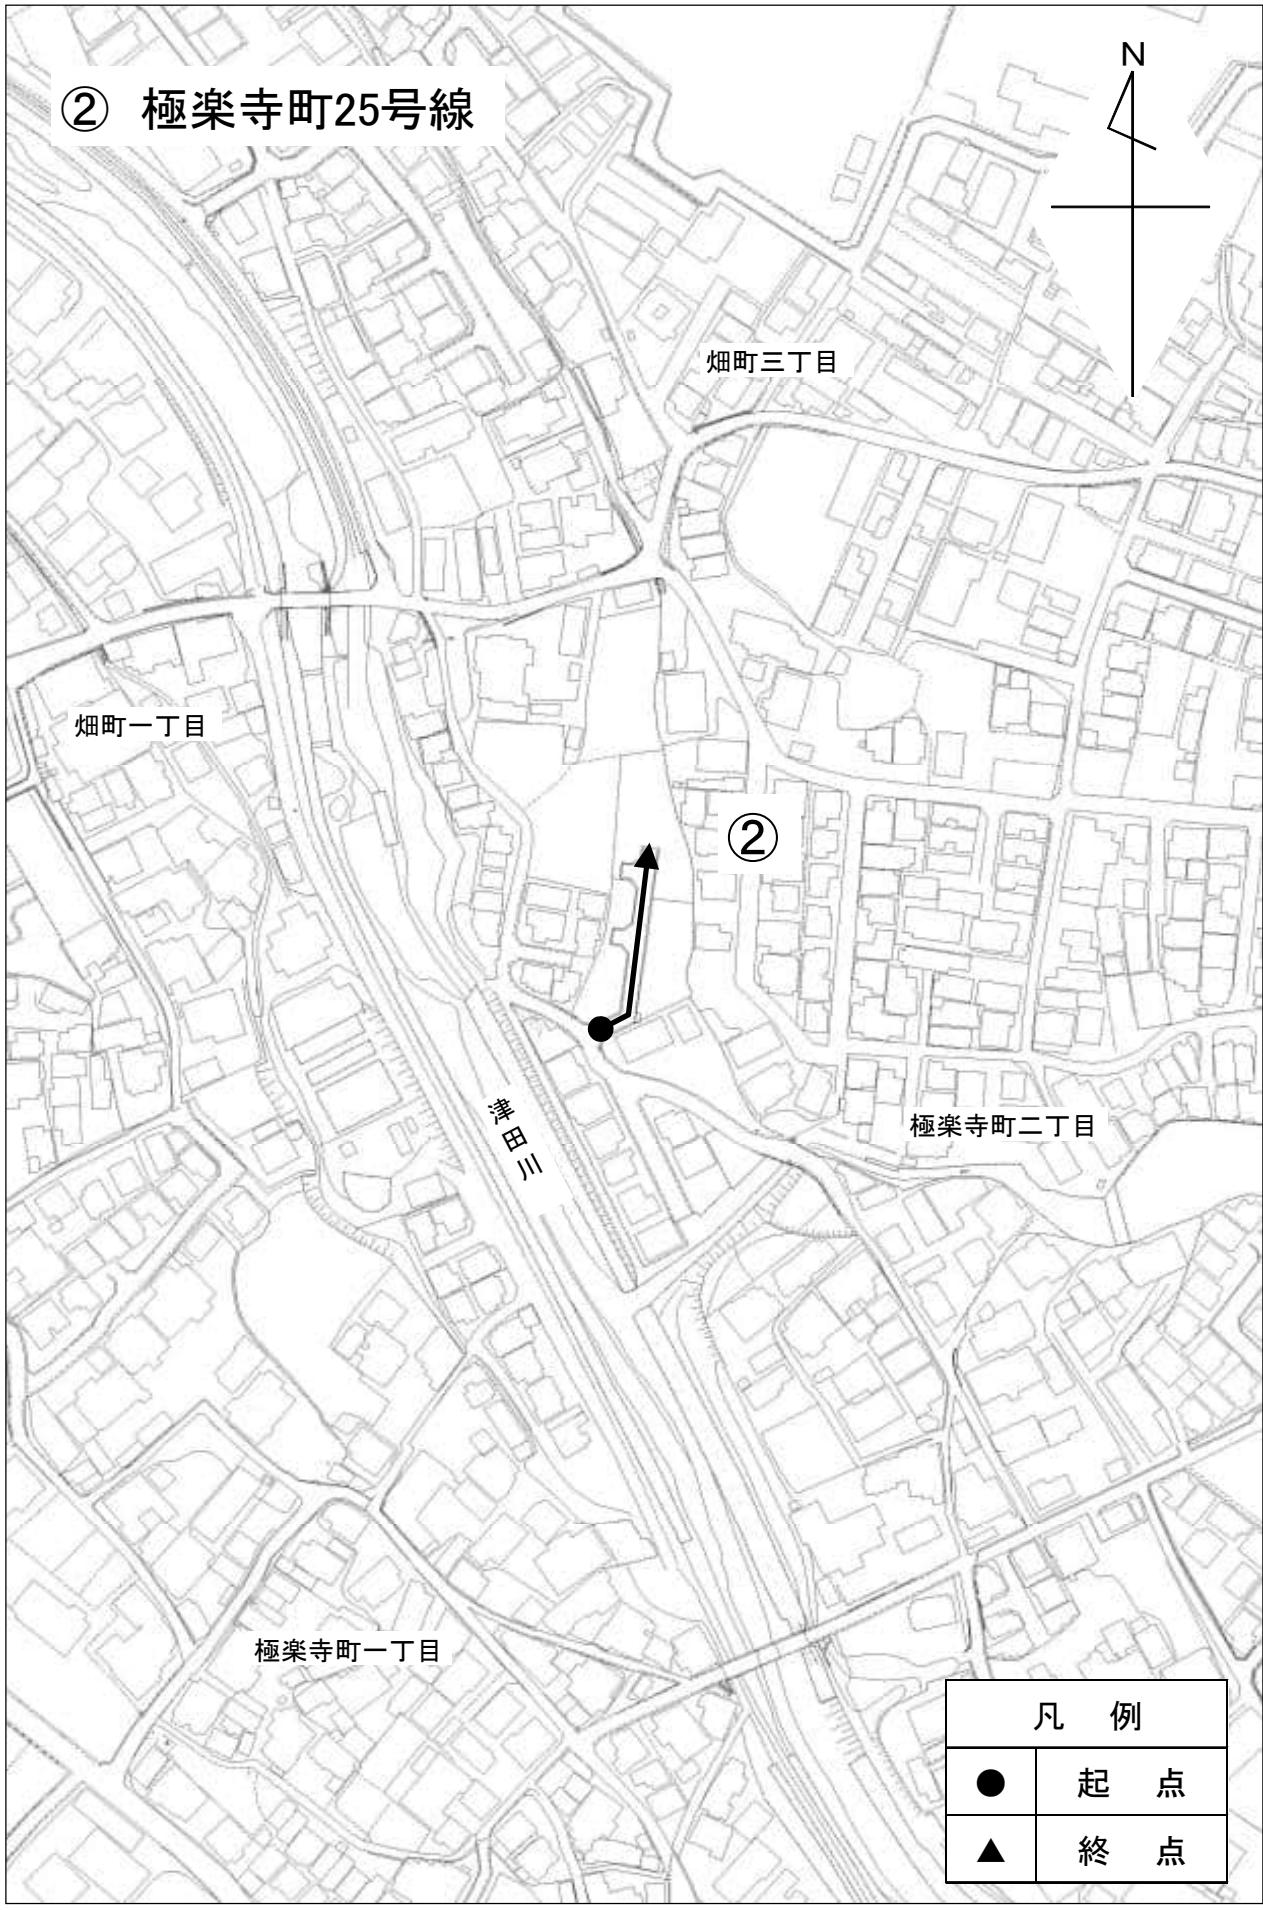 ② 極楽寺町25号線
N
畑町三丁目
畑町一丁目
②
津田川
極楽寺町二丁目
極楽寺町一丁目
凡 例
● 起 点
▲ 終 点